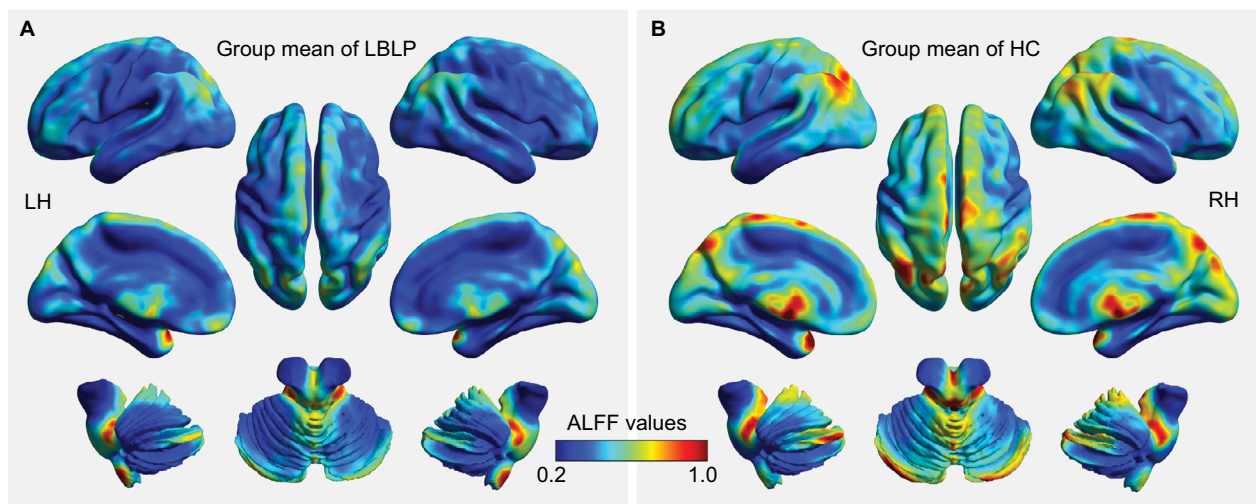 A
Group mean of LBLP
LH
B
Group mean of HC
RH
ALFF values
0.2
1.0